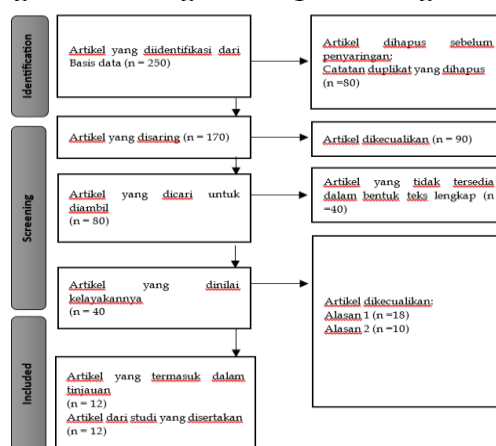 Identification
Artikel yang diidentifikasi dari
Basis data (n = 250)
Artikel dihapus sebelum
penyaringan:
Catatan duplikat yang dihapus
(n =80)
Screening
Artikel yang disaring (n = 170)
Artikel dikecualikan (n = 90)
Artikel yang dicari untuk
diambil
(n = 80)
Artikel yang tidak tersedia
dalam bentuk teks lengkap (n
=40)
Artikel yang dinilai
kelayakannya
(n = 40
Artikel dikecualikan:
Alasan 1 (n =18)
Alasan 2 (n =10)
Included
Artikel yang termasuk dalam
tinjauan
(n = 12)
Artikel dari studi yang disertakan
(n = 12)